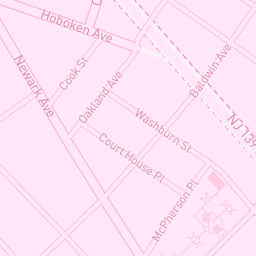 Hoboken Ave
Newark Ave
Cook St
Oakland Ave
Baldwin Ave
Washburn St
NJ 139
Court House Pl
McPherson Pl